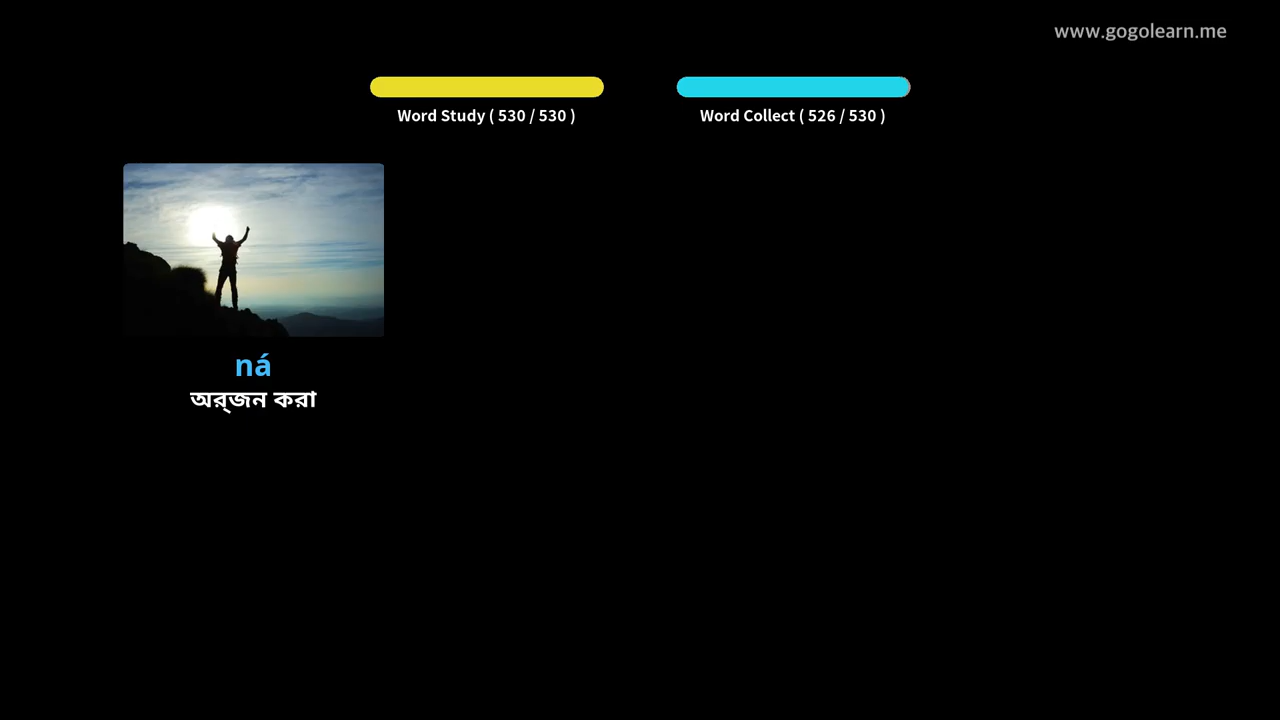 www.gogolearn.me
Word Study ( 530 / 530 )
Word Collect ( 526 / 530 )
ná
অর্জন করা